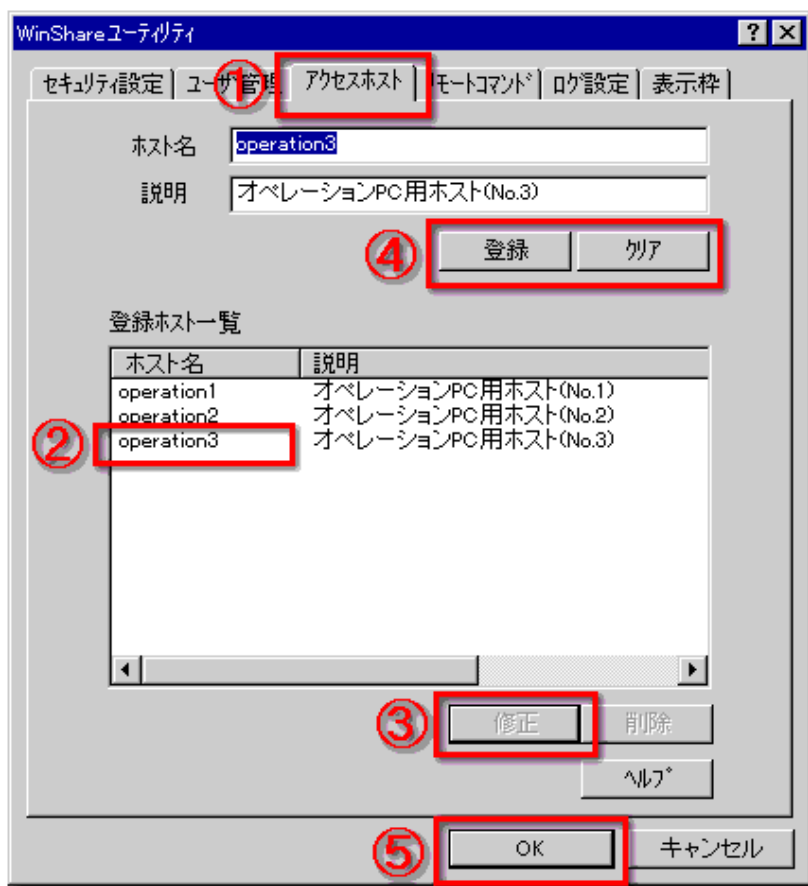 WinShareユーティリティ
?
×
①
セキュリティ設定 ユーザ管理 アクセスホスト リモートコマンド ログ設定 表示枠
ホスト名 operation3
説明 オペレーションPC用ホスト(No.3)
④ 登録 クリア
登録ホスト一覧
ホスト名 説明
operation1 オペレーションPC用ホスト(No.1)
operation2 オペレーションPC用ホスト(No.2)
② operation3 オペレーションPC用ホスト(No.3)
③ 修正 削除
ヘルプ
⑤ OK キャンセル